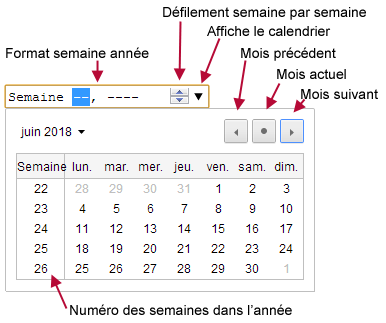 Défilement semaine par semaine
Affiche le calendrier
Format semaine année
Mois précédent
Mois actuel
Mois suivant
Semaine --, ----
juin 2018
Semaine lun. mar. mer. jeu. ven. sam. dim.
22 28 29 30 31 1 2 3
23 4 5 6 7 8 9 10
24 11 12 13 14 15 16 17
25 18 19 20 21 22 23 24
26 25 26 27 28 29 30 1
Numéro des semaines dans l'année